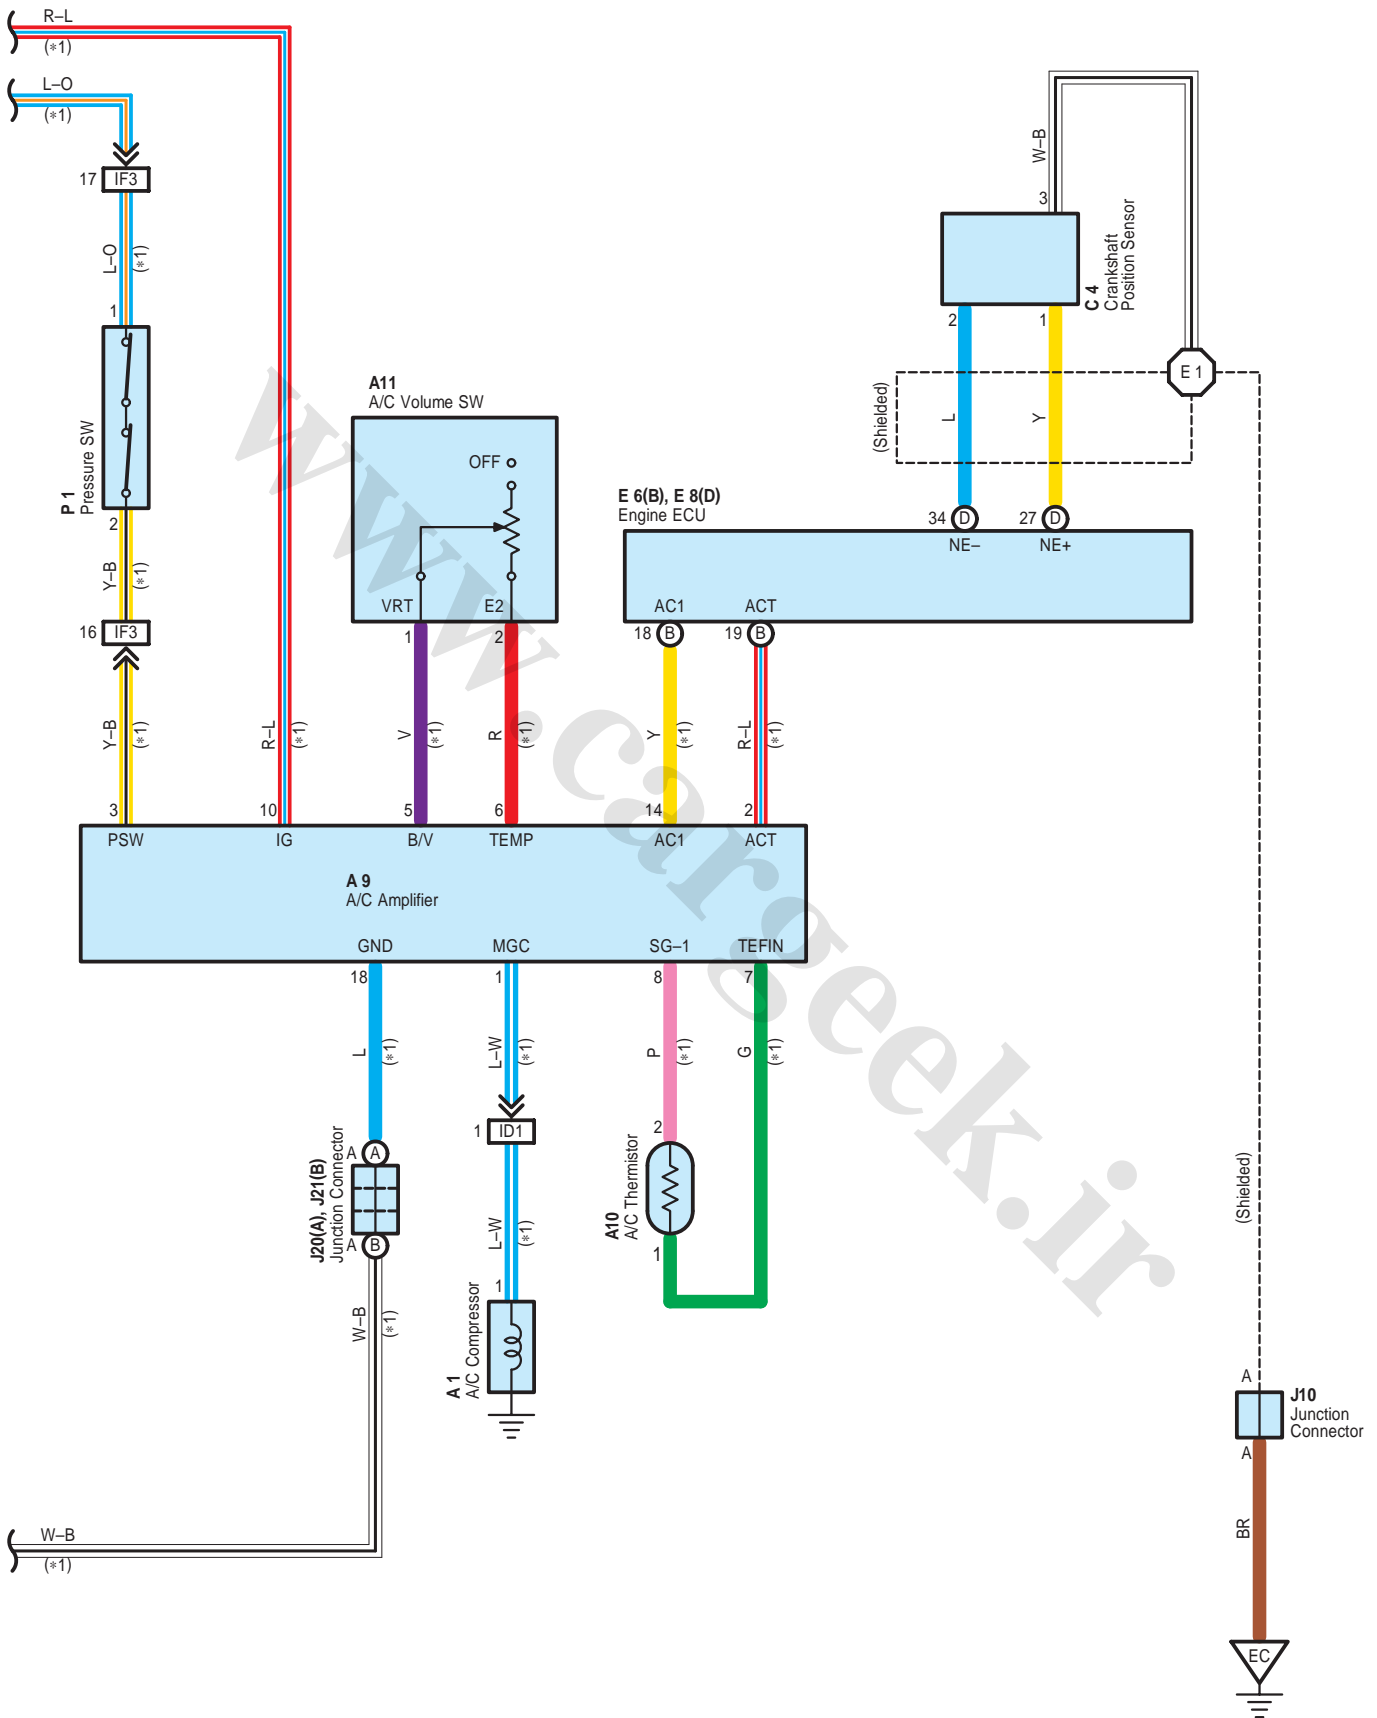 R–L
(*1)
L–O
(*1)
17 IF3
L–O
(*1)
1
P 1
Pressure SW
2
Y–B
(*1)
16 IF3
Y–B
(*1)
R–L
(*1)
A11
A/C Volume SW
OFF
VRT E2
1 2
V
(*1)
R
(*1)
W–B
3
C 4
Crankshaft
Position Sensor
2 1
E 1
(Shielded)
L
Y
E 6(B), E 8(D)
Engine ECU
34 D 27 D
NE– NE+
AC1 ACT
18 B 19 B
Y
(*1)
R–L
(*1)
3 10 5 6 14 2
PSW IG B/V TEMP AC1 ACT
A 9
A/C Amplifier
GND MGC SG–1 TEFIN
18 1 8 7
L
(*1)
L–W
(*1)
P
(*1)
G
(*1)
A A
J20(A), J21(B)
Junction Connector
A B
W–B
(*1)
1 ID1
L–W
(*1)
1
A 1
A/C Compressor
2
A10
A/C Thermistor
1
(Shielded)
A
J10
Junction
Connector
A
BR
EC
W–B
(*1)
www.cargeek.ir